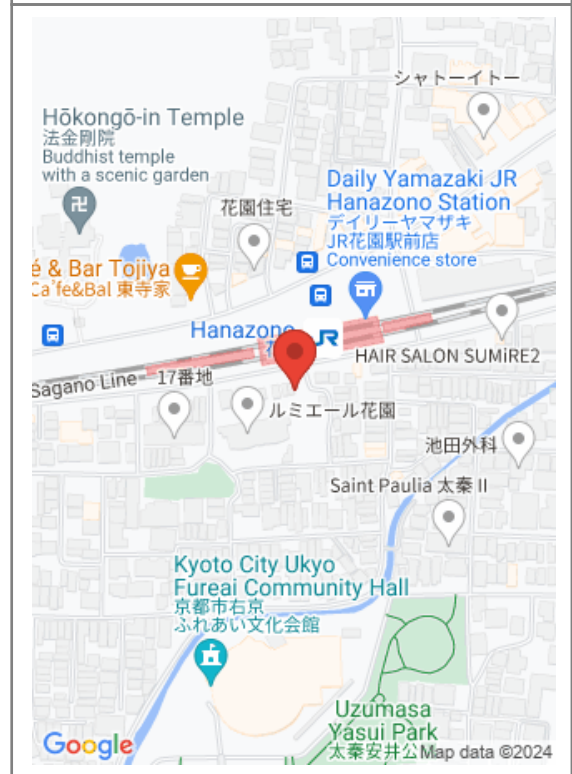 シャトーイトー
Hōkongō-in Temple
法金剛院
Buddhist temple
with a scenic garden
卍
花園住宅
Daily Yamazaki JR
Hanazono Station
デイリーヤマザキ
JR花園駅前店
Convenience store
é & Bar Tojiya
Ca'fe&Bal 東寺家
Hanazono
JR
HAIR SALON SUMiRE2
Sagano Line
17番地
ルミエール花園
池田外科
Saint Paulia 太秦 II
Kyoto City Ukyo
Fureai Community Hall
京都市右京
ふれあい文化会館
Uzumasa
Yasui Park
太秦安井公
Google
Map data ©2024